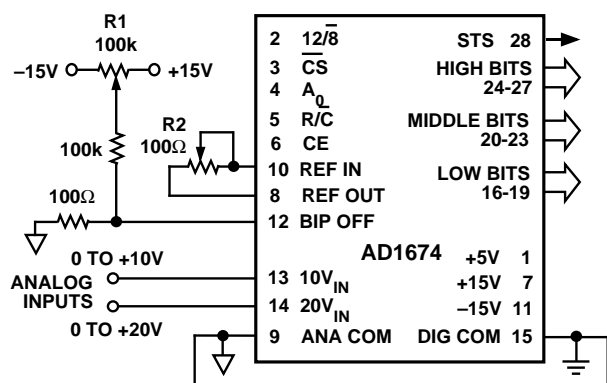 R1
100k
–15V
+15V
100k
R2
100Ω
100Ω
0 TO +10V
ANALOG
INPUTS
0 TO +20V
2 12/8̅
3 C̅S̅
4 A₀
5 R/C̅
6 CE
10 REF IN
8 REF OUT
12 BIP OFF
13 10VIN
14 20VIN
9 ANA COM
AD1674
STS 28
HIGH BITS
24-27
MIDDLE BITS
20-23
LOW BITS
16-19
+5V 1
+15V 7
–15V 11
DIG COM 15